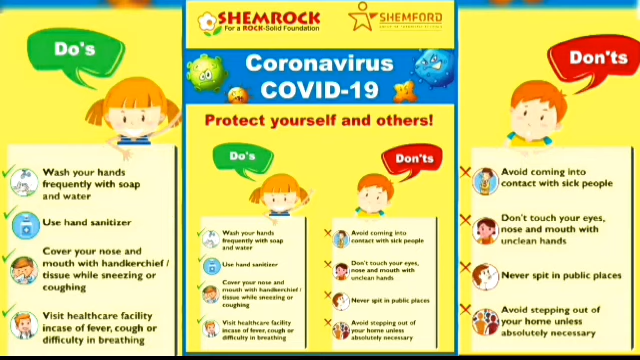 Do's
Wash your hands
frequently with soap
and water
Use hand sanitizer
Cover your nose and
mouth with handkerchief /
tissue while sneezing or
coughing
Visit healthcare facility
incase of fever, cough or
difficulty in breathing
SHEMROCK
For a ROCK-Solid Foundation
SHEMFORD
Coronavirus
COVID-19
Protect yourself and others!
Do's
Wash your hands
frequently with soap
and water
Use hand sanitizer
Cover your nose and
mouth with handkerchief /
tissue while sneezing or
coughing
Visit healthcare facility
incase of fever, cough or
difficulty in breathing
Don'ts
Avoid coming into
contact with sick people
Don't touch your eyes,
nose and mouth with
unclean hands
Never spit in public places
Avoid stepping out of
your home unless
absolutely necessary
Don'ts
Avoid coming into
contact with sick people
Don't touch your eyes,
nose and mouth with
unclean hands
Never spit in public places
Avoid stepping out of
your home unless
absolutely necessary